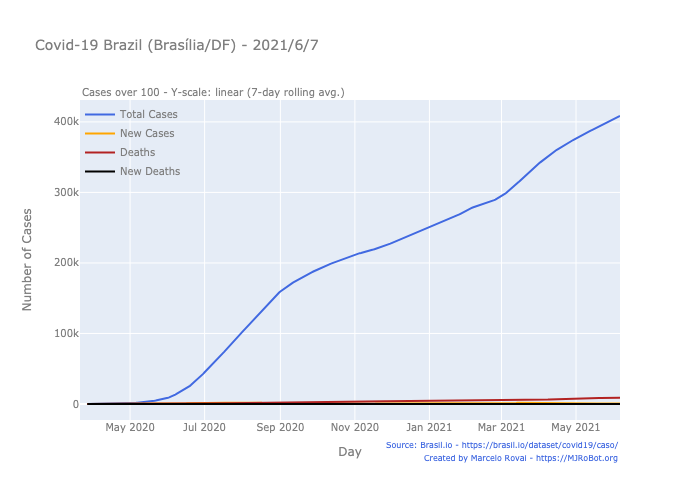 Covid-19 Brazil (Brasília/DF) - 2021/6/7
Cases over 100 - Y-scale: linear (7-day rolling avg.)
Total Cases
New Cases
Deaths
New Deaths
400k
300k
200k
100k
0
Number of Cases
May 2020
Jul 2020
Sep 2020
Nov 2020
Jan 2021
Mar 2021
May 2021
Day
Source: Brasil.io - https://brasil.io/dataset/covid19/caso/
Created by Marcelo Rovai - https://MJRoBot.org